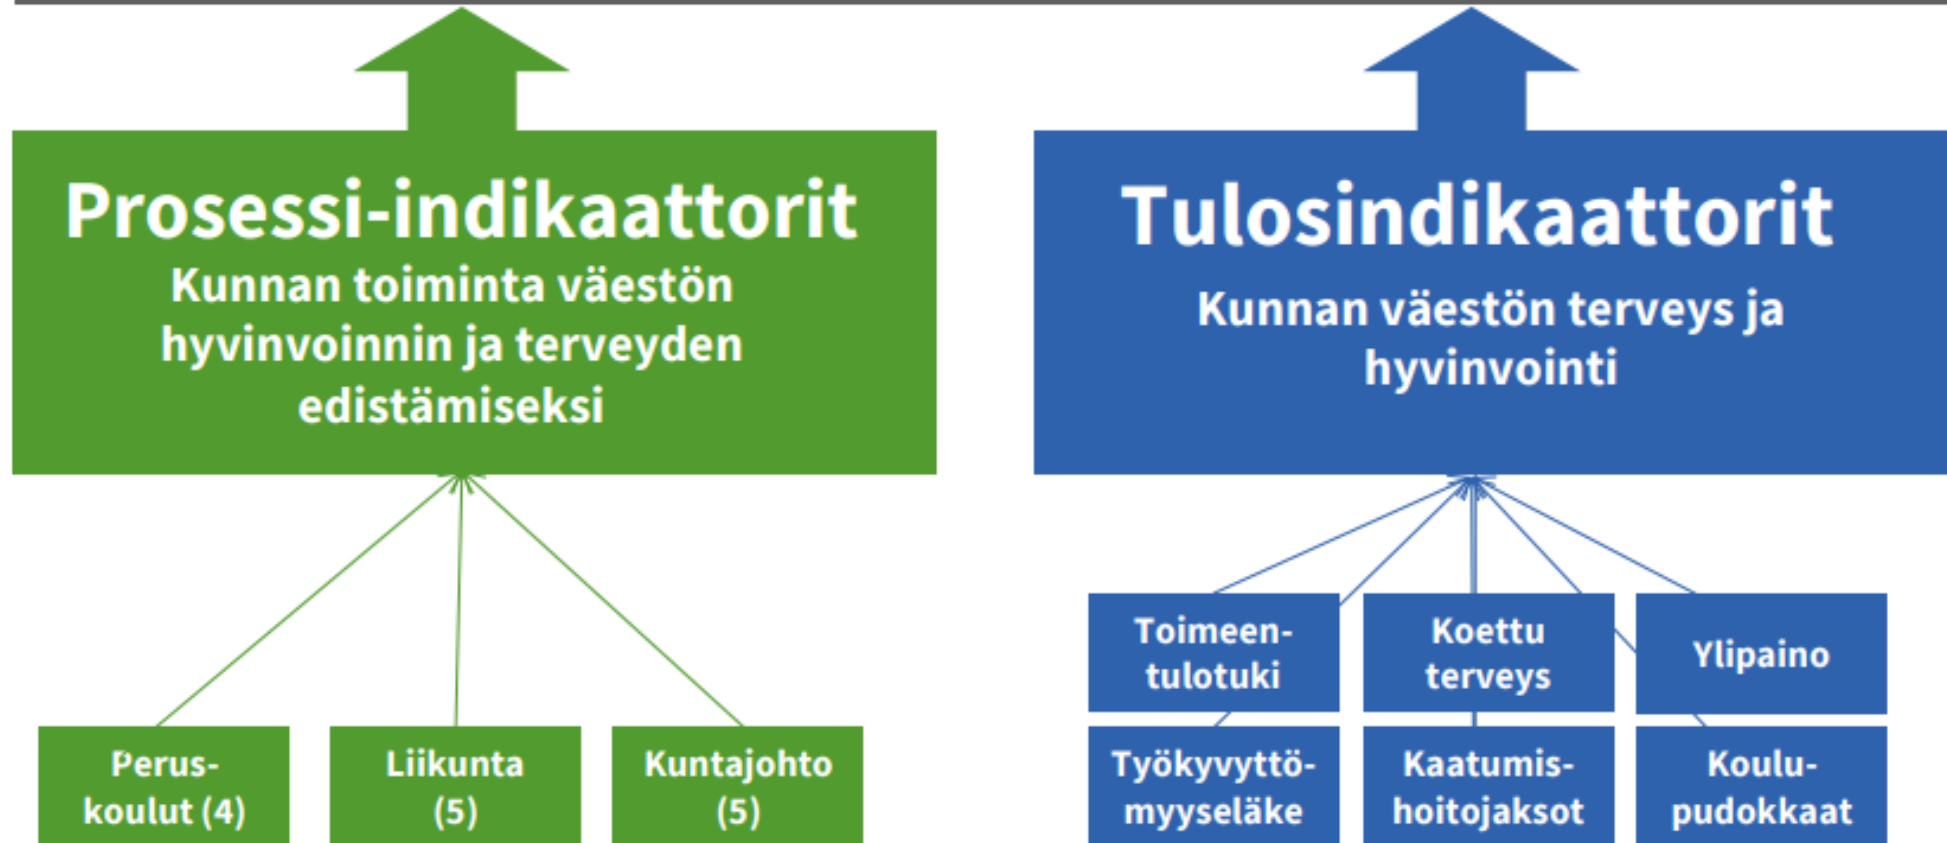 Prosessi-indikaattorit
Kunnan toiminta väestön
hyvinvoinnin ja terveyden
edistämiseksi
Tulosindikaattorit
Kunnan väestön terveys ja
hyvinvointi
Perus-
koulut (4)
Liikunta
(5)
Kuntajohto
(5)
Toimeen-
tulotuki
Koettu
terveys
Ylipaino
Työkyvyttö-
myyseläke
Kaatumis-
hoitojaksot
Koulu-
pudokkaat